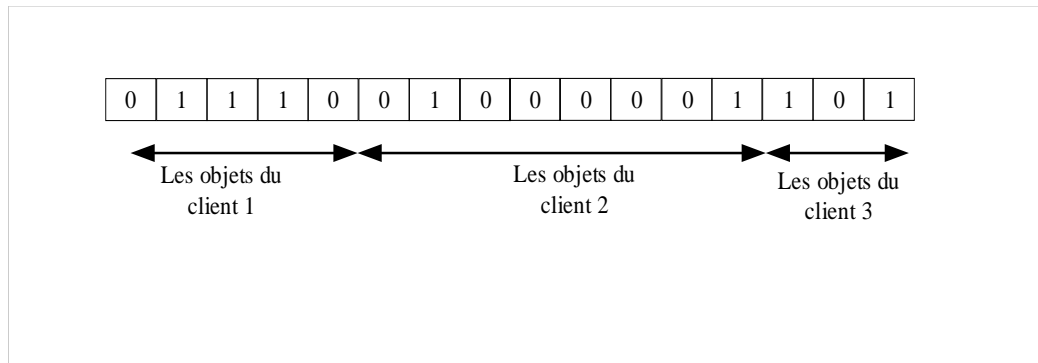 0 1 1 1 0 0 1 0 0 0 0 0 1 1 0 1
Les objets du
client 1
Les objets du
client 2
Les objets du
client 3